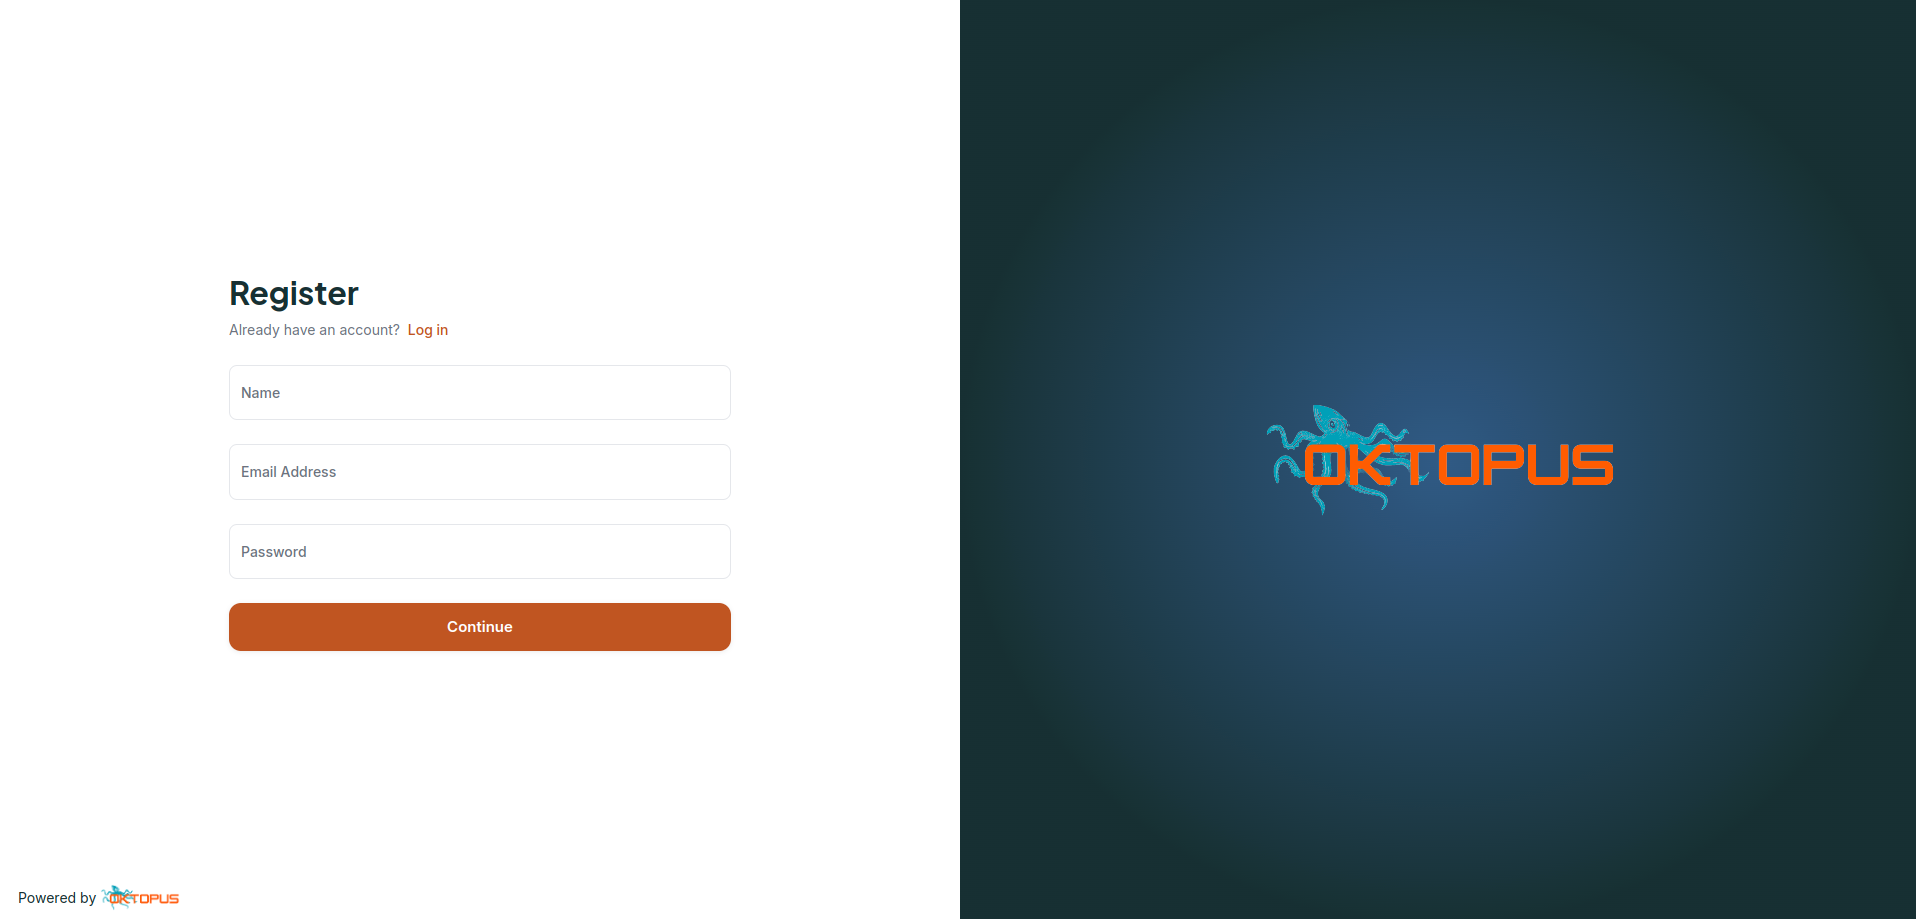 Register
Already have an account? Log in
Name
Email Address
Password
Continue
Powered by OKTOPUS
OKTOPUS